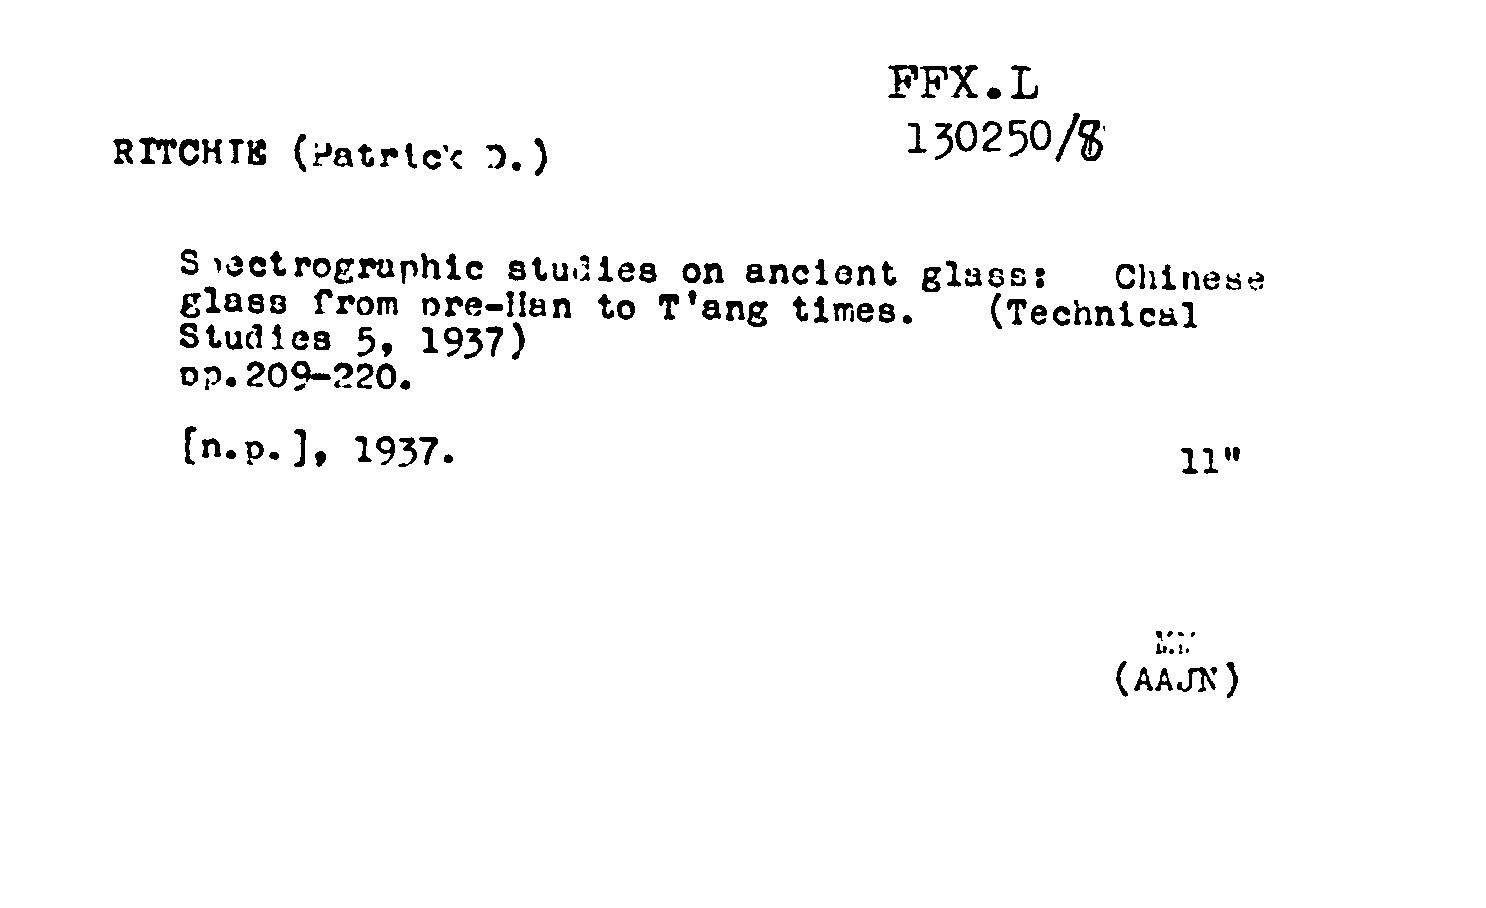 FFX.L
130250/8
RITCHIE (Patrick D.)
Spectrographic studies on ancient glass: Chinese
glass from pre-Han to T'ang times. (Technical
Studies 5, 1937)
pp.209-220.
[n.p.], 1937.
11"
(AAJN)